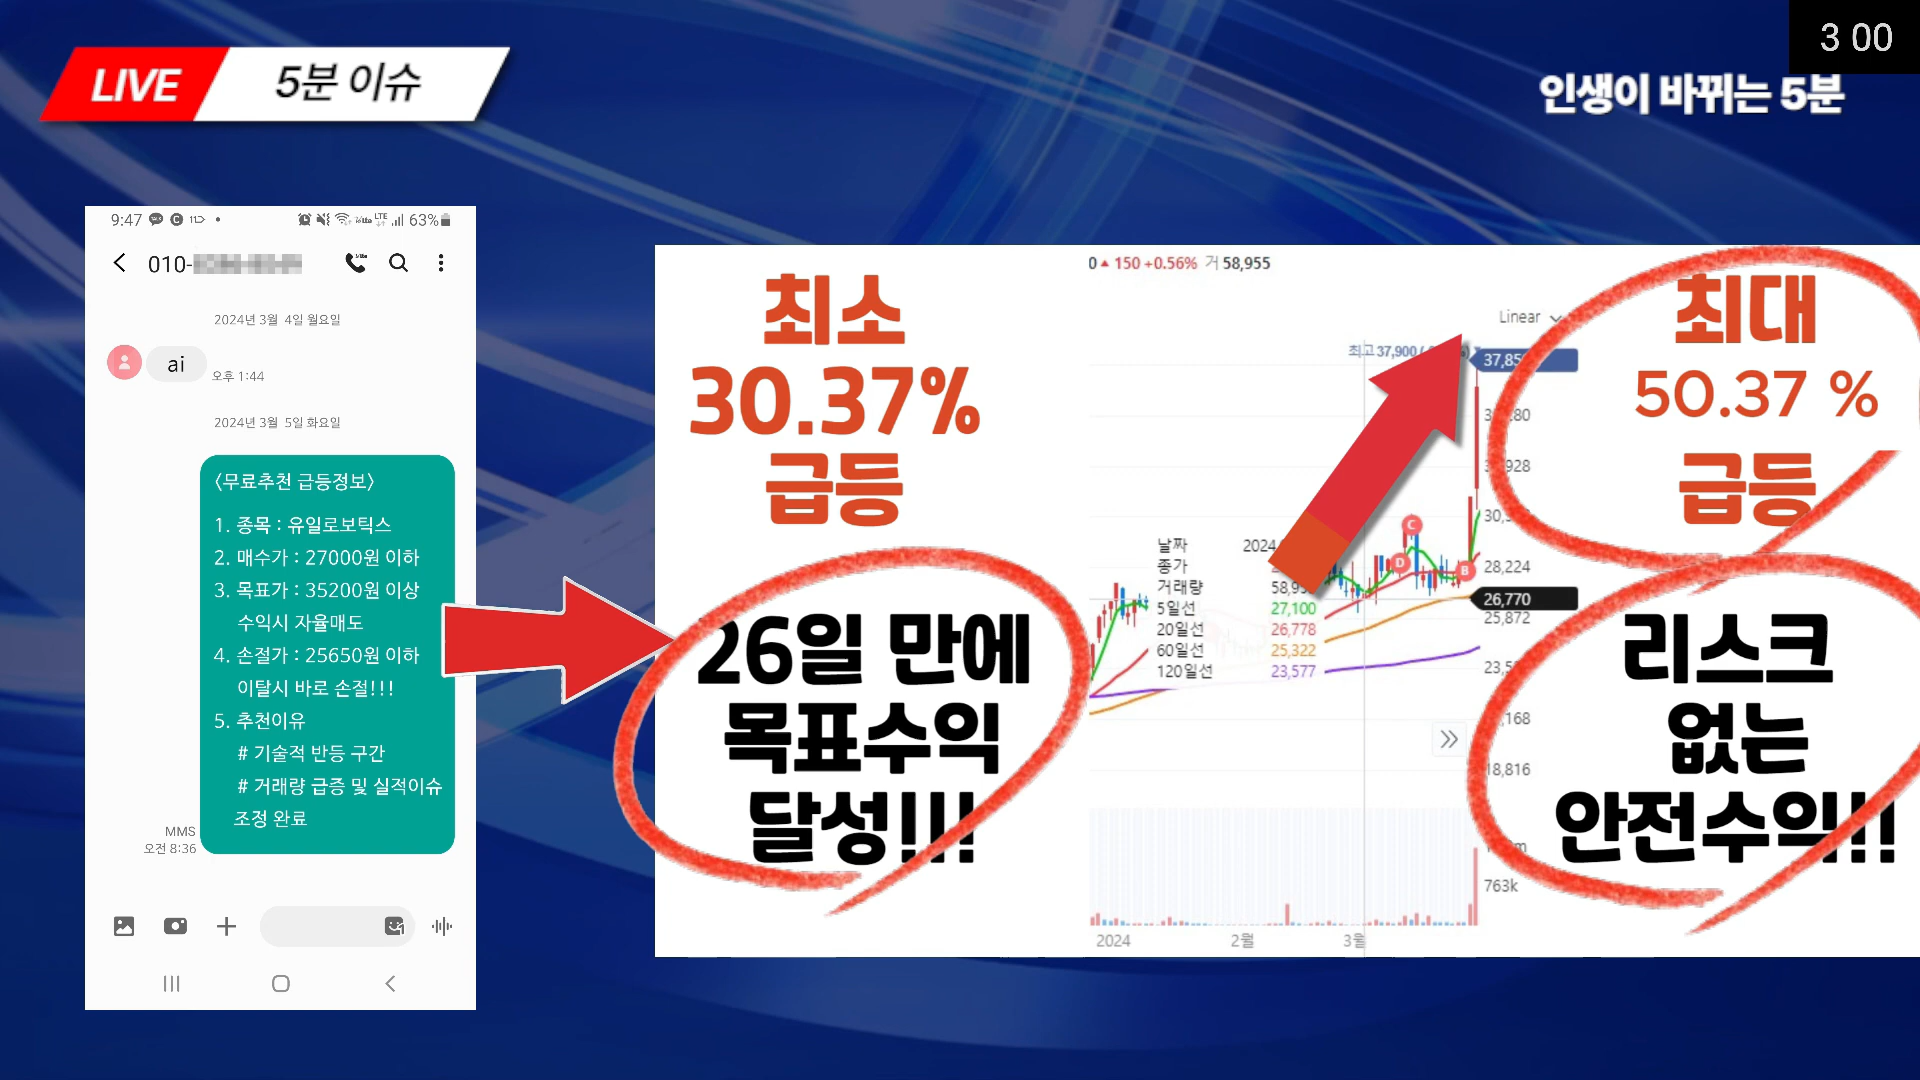 3 00
LIVE
5분 이슈
인생이 바뀌는 5분
9:47
LTE
63%
010-
2024년 3월 4일 월요일
ai
오후 1:44
2024년 3월 5일 화요일
<무료추천 급등정보>
1. 종목 : 유일로보틱스
2. 매수가 : 27000원 이하
3. 목표가 : 35200원 이상
수익시 자율매도
4. 손절가 : 25650원 이하
이탈시 바로 손절!!!
5. 추천이유
# 기술적 반등 구간
# 거래량 급증 및 실적이슈
조정 완료
MMS
오전 8:36
최소
30.37%
급등
26일 만에
목표수익
달성!!!
0 ▲ 150 +0.56% 거 58,955
Linear
최고 37,900
날짜 2024
종가
거래량
5일선 27,100
20일선 26,778
60일선 25,322
120일선 23,577
C
D
B
28,224
26,770
25,872
18,816
763k
2024
2월
3월
최대
50.37 %
급등
리스크
없는
안전수익!!